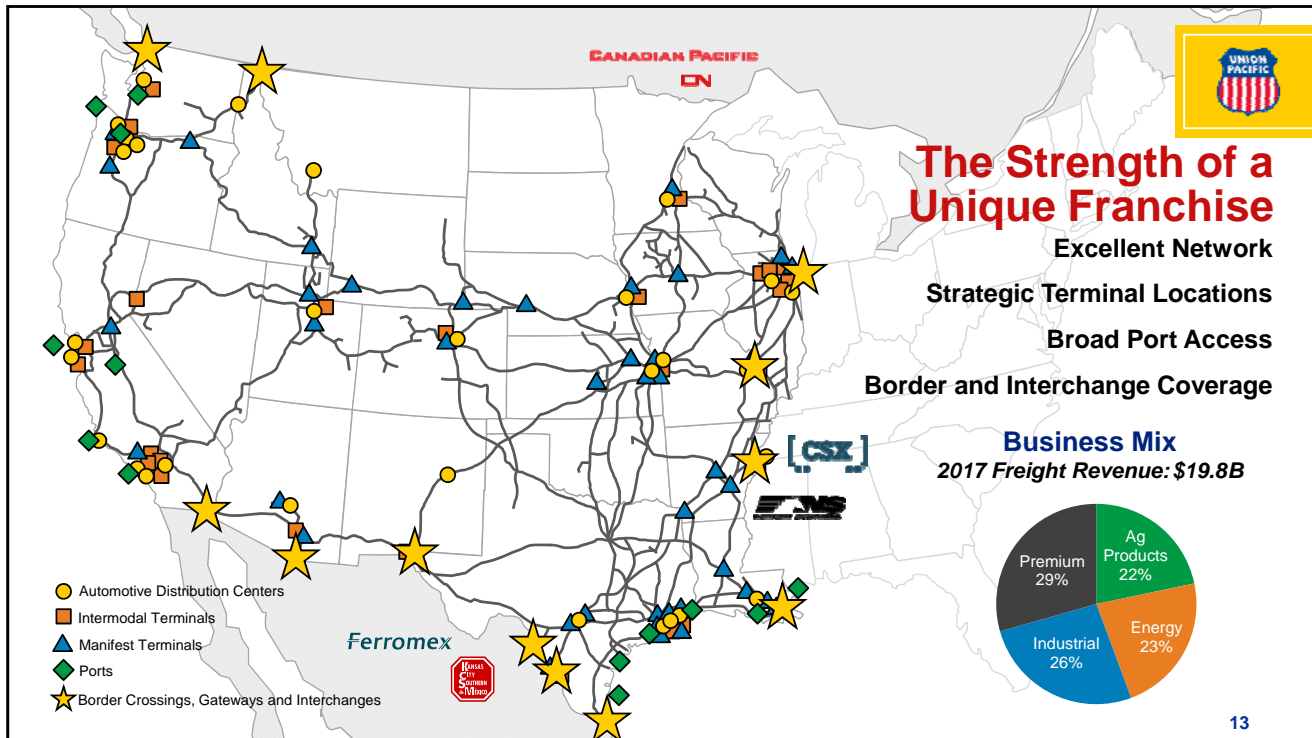 CANADIAN PACIFIC
CN
UNION
PACIFIC
The Strength of a
Unique Franchise
Excellent Network
Strategic Terminal Locations
Broad Port Access
Border and Interchange Coverage
Business Mix
2017 Freight Revenue: $19.8B
[CSX]
NS
Premium
29%
Ag
Products
22%
Industrial
26%
Energy
23%
Automotive Distribution Centers
Intermodal Terminals
Manifest Terminals
Ports
Border Crossings, Gateways and Interchanges
Ferromex
KANSAS
CITY
SOUTHERN
de MÉXICO
13